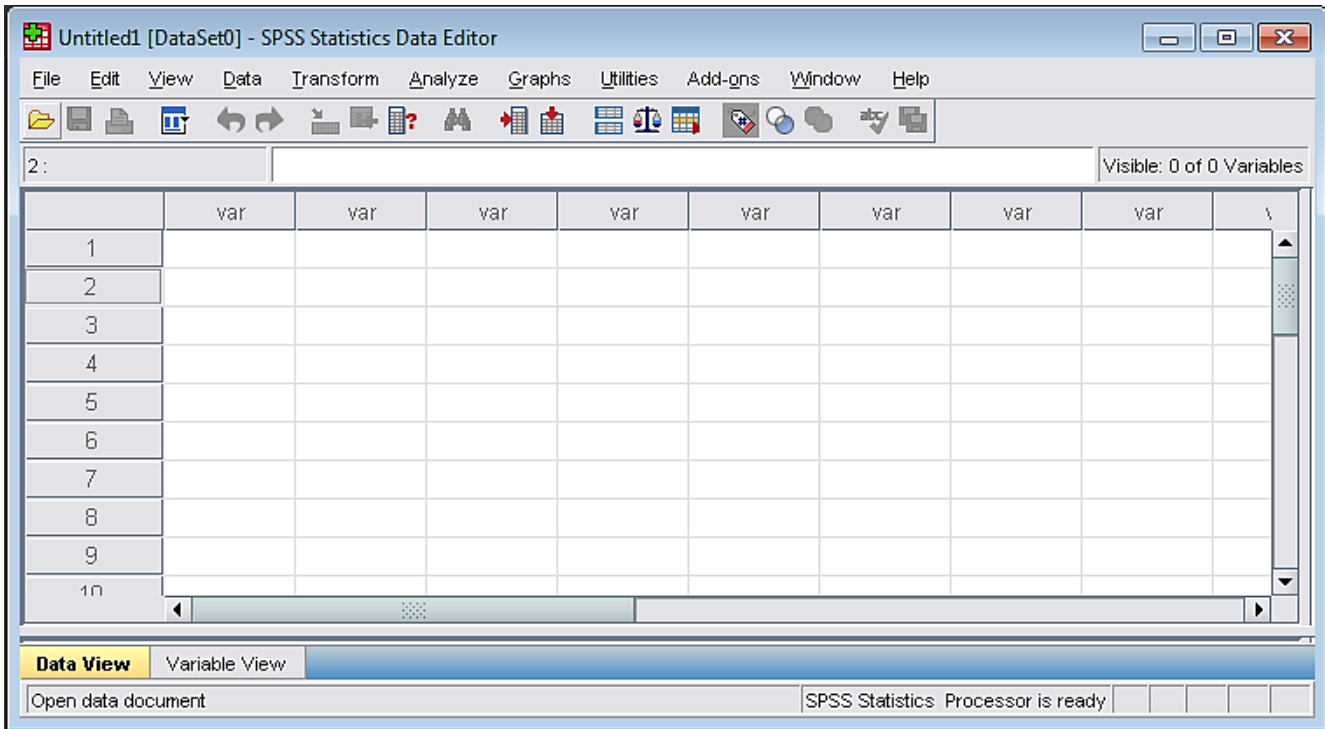 Untitled1 [DataSet0] - SPSS Statistics Data Editor
File Edit View Data Transform Analyze Graphs Utilities Add-ons Window Help
2 : Visible: 0 of 0 Variables
var var var var var var var var
1
2
3
4
5
6
7
8
9
10
Data View Variable View
Open data document SPSS Statistics Processor is ready